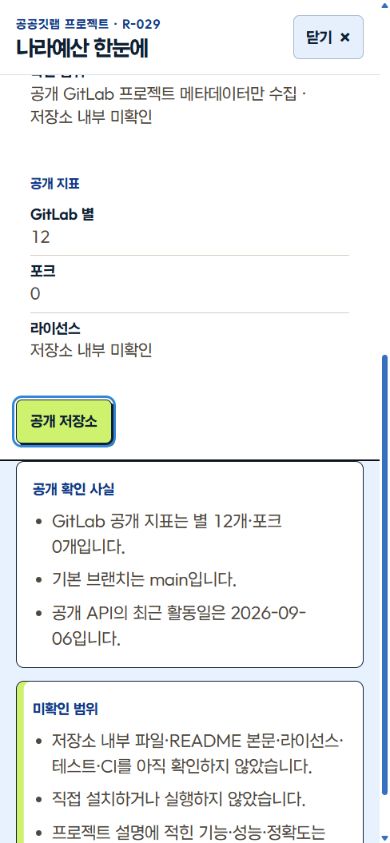 공공깃랩 프로젝트 · R-029
나라예산 한눈에
닫기 ×
확인 범위
공개 GitLab 프로젝트 메타데이터만 수집 ·
저장소 내부 미확인
공개 지표
GitLab 별
12
포크
0
라이선스
저장소 내부 미확인
공개 저장소
공개 확인 사실
• GitLab 공개 지표는 별 12개·포크
0개입니다.
• 기본 브랜치는 main입니다.
• 공개 API의 최근 활동일은 2026-09-
06입니다.
미확인 범위
• 저장소 내부 파일·README 본문·라이선스·
테스트·CI를 아직 확인하지 않았습니다.
• 직접 설치하거나 실행하지 않았습니다.
• 프로젝트 설명에 적힌 기능·성능·정확도는